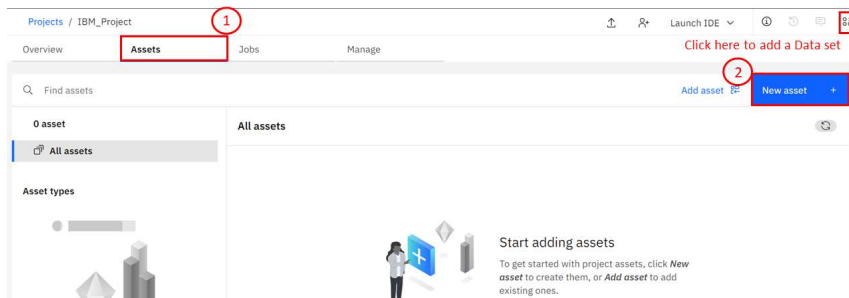 Projects / IBM_Project
1
Launch IDE
Overview
Assets
Jobs
Manage
Click here to add a Data set
2
Find assets
Add asset
New asset +
0 asset
All assets
All assets
Asset types
Start adding assets
To get started with project assets, click New
asset to create them, or Add asset to add
existing ones.